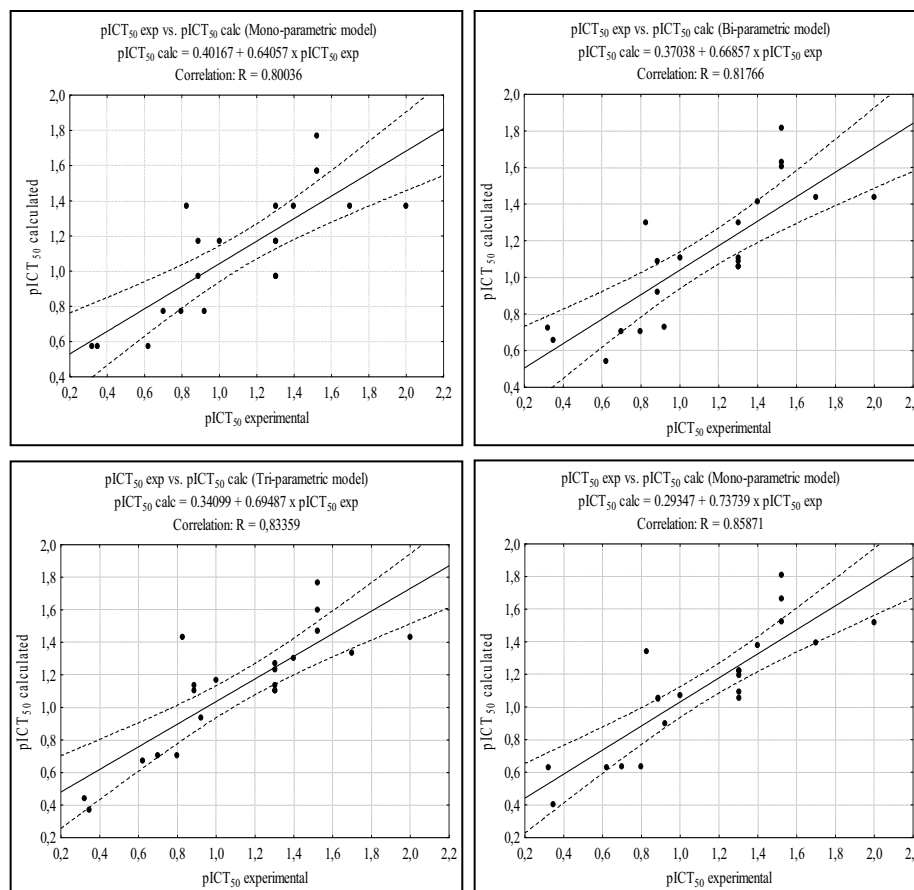 pICT50 exp vs. pICT50 calc (Mono-parametric model)
pICT50 calc = 0.40167 + 0.64057 x pICT50 exp
Correlation: R = 0.80036
2,0
1,8
1,6
1,4
1,2
1,0
0,8
0,6
0,4
pICT50 calculated
0,2 0,4 0,6 0,8 1,0 1,2 1,4 1,6 1,8 2,0 2,2
pICT50 experimental
pICT50 exp vs. pICT50 calc (Bi-parametric model)
pICT50 calc = 0.37038 + 0.66857 x pICT50 exp
Correlation: R = 0.81766
2,0
1,8
1,6
1,4
1,2
1,0
0,8
0,6
0,4
pICT50 calculated
0,2 0,4 0,6 0,8 1,0 1,2 1,4 1,6 1,8 2,0 2,2
pICT50 experimental
pICT50 exp vs. pICT50 calc (Tri-parametric model)
pICT50 calc = 0.34099 + 0.69487 x pICT50 exp
Correlation: R = 0,83359
2,0
1,8
1,6
1,4
1,2
1,0
0,8
0,6
0,4
0,2
pICT50 calculated
0,2 0,4 0,6 0,8 1,0 1,2 1,4 1,6 1,8 2,0 2,2
pICT50 experimental
pICT50 exp vs. pICT50 calc (Mono-parametric model)
pICT50 calc = 0.29347 + 0.73739 x pICT50 exp
Correlation: R = 0.85871
2,0
1,8
1,6
1,4
1,2
1,0
0,8
0,6
0,4
0,2
pICT50 calculated
0,2 0,4 0,6 0,8 1,0 1,2 1,4 1,6 1,8 2,0 2,2
pICT50 experimental